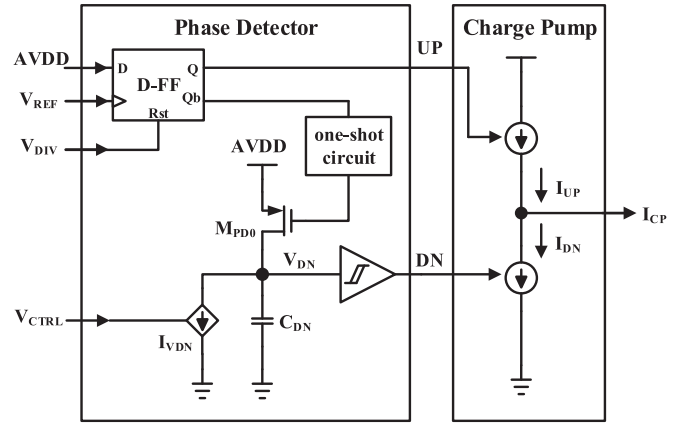 Phase Detector
Charge Pump
UP
AVDD
D
Q
D-FF
VREF
Qb
Rst
one-shot
circuit
VDIV
AVDD
IUP
MPD0
ICP
VDN
DN
IDN
VCTRL
IVDN
CDN